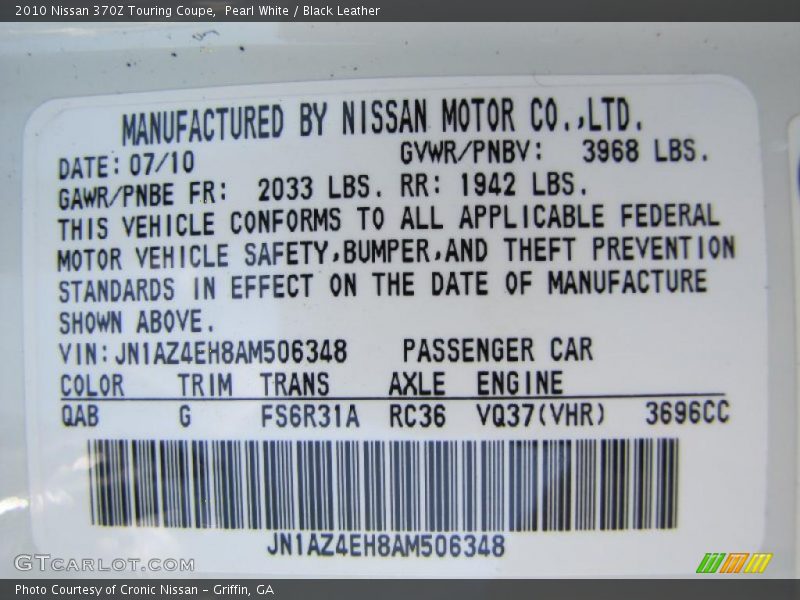 2010 Nissan 370Z Touring Coupe, Pearl White / Black Leather
MANUFACTURED BY NISSAN MOTOR CO.,LTD.
DATE: 07/10 GVWR/PNBV: 3968 LBS.
GAWR/PNBE FR: 2033 LBS. RR: 1942 LBS.
THIS VEHICLE CONFORMS TO ALL APPLICABLE FEDERAL
MOTOR VEHICLE SAFETY,BUMPER,AND THEFT PREVENTION
STANDARDS IN EFFECT ON THE DATE OF MANUFACTURE
SHOWN ABOVE.
VIN: JN1AZ4EH8AM506348 PASSENGER CAR
COLOR TRIM TRANS AXLE ENGINE
QAB G FS6R31A RC36 VQ37(VHR) 3696CC
JN1AZ4EH8AM506348
GTCARLOT.COM
Photo Courtesy of Cronic Nissan - Griffin, GA